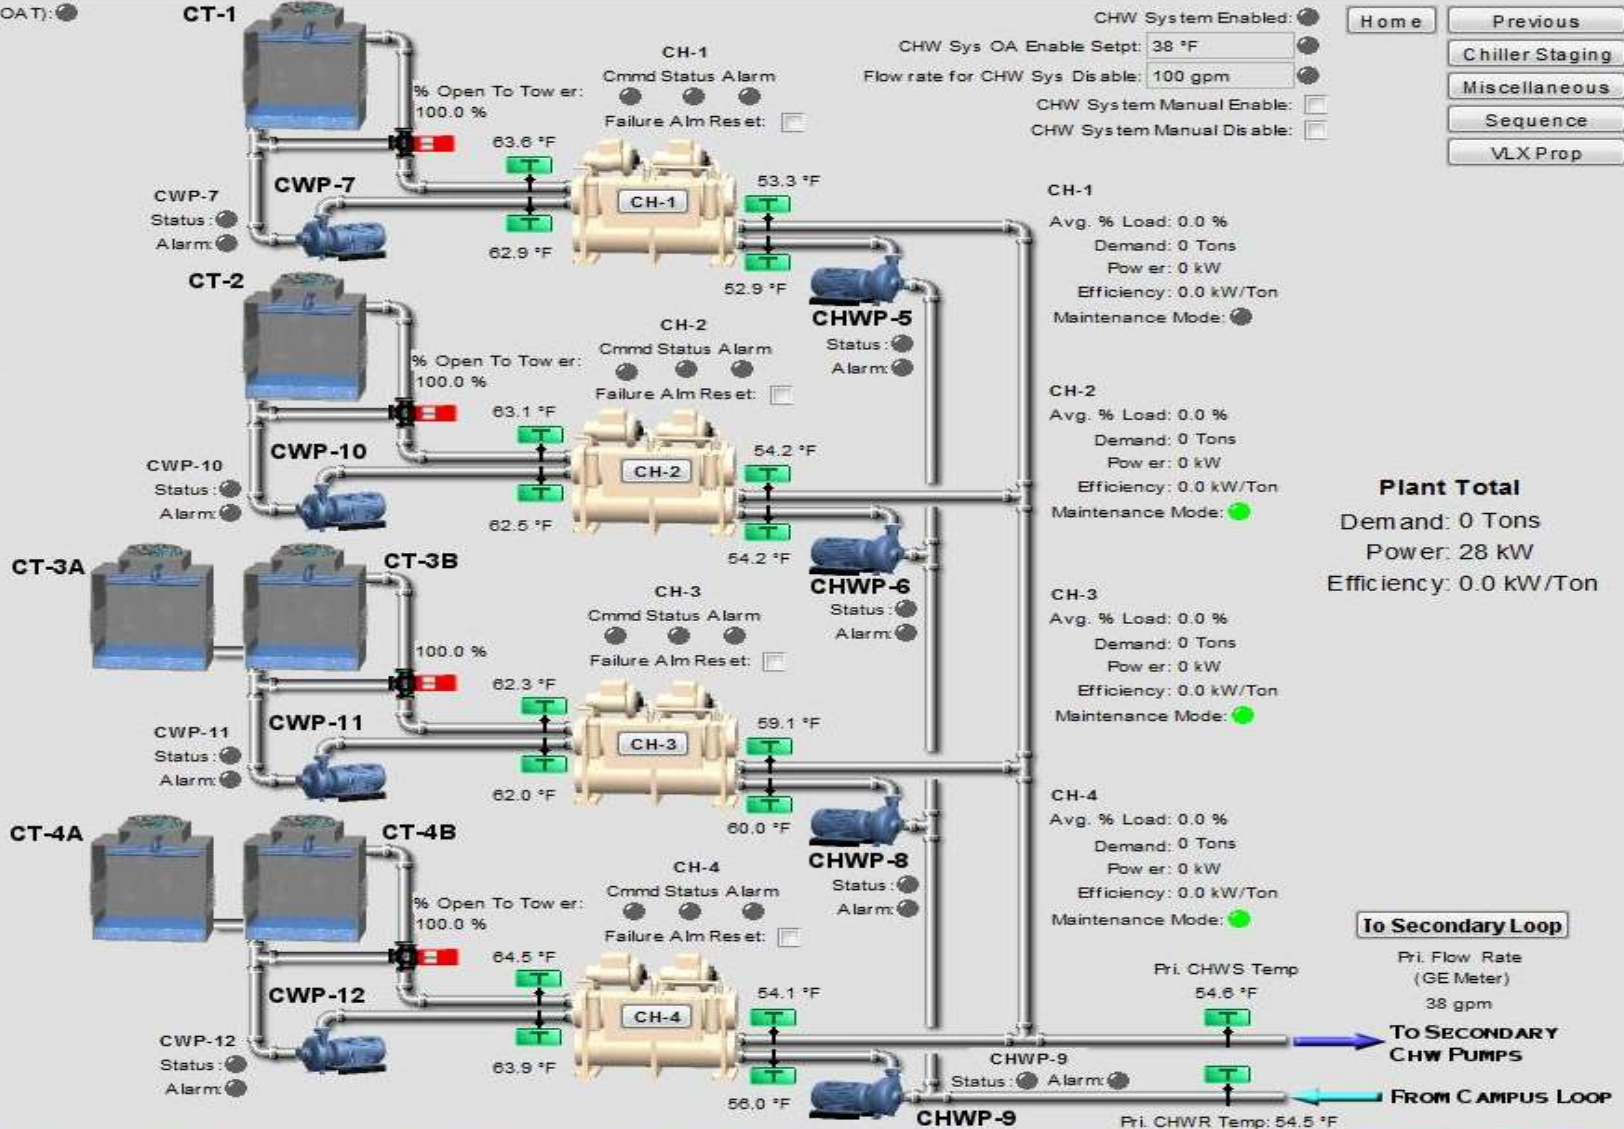 OAT):
CT-1
CHW System Enabled:
Home
Previous
CHW Sys OA Enable Setpt: 38 °F
Chiller Staging
Flow rate for CHW Sys Disable: 100 gpm
Miscellaneous
CHW System Manual Enable:
Sequence
CHW System Manual Disable:
VLX Prop
CH-1
Cmmd Status Alarm
% Open To Tower:
100.0 %
Failure Alm Reset:
63.6 °F
CWP-7
CWP-7
Status:
Alarm:
CH-1
53.3 °F
62.9 °F
52.9 °F
CHWP-5
Status:
Alarm:
CH-1
Avg. % Load: 0.0 %
Demand: 0 Tons
Power: 0 kW
Efficiency: 0.0 kW/Ton
Maintenance Mode:
CT-2
CH-2
Cmmd Status Alarm
% Open To Tower:
100.0 %
Failure Alm Reset:
63.1 °F
CWP-10
CWP-10
Status:
Alarm:
CH-2
54.2 °F
62.5 °F
54.2 °F
CHWP-6
Status:
Alarm:
CH-2
Avg. % Load: 0.0 %
Demand: 0 Tons
Power: 0 kW
Efficiency: 0.0 kW/Ton
Maintenance Mode:
Plant Total
Demand: 0 Tons
Power: 28 kW
Efficiency: 0.0 kW/Ton
CT-3A
CT-3B
CH-3
Cmmd Status Alarm
100.0 %
Failure Alm Reset:
62.3 °F
CWP-11
CWP-11
Status:
Alarm:
CH-3
59.1 °F
62.0 °F
60.0 °F
CHWP-8
Status:
Alarm:
CH-3
Avg. % Load: 0.0 %
Demand: 0 Tons
Power: 0 kW
Efficiency: 0.0 kW/Ton
Maintenance Mode:
CT-4A
CT-4B
CH-4
Cmmd Status Alarm
% Open To Tower:
100.0 %
Failure Alm Reset:
64.5 °F
CWP-12
CWP-12
Status:
Alarm:
CH-4
54.1 °F
63.9 °F
56.0 °F
CHWP-9
CHWP-9
Status: Alarm:
CH-4
Avg. % Load: 0.0 %
Demand: 0 Tons
Power: 0 kW
Efficiency: 0.0 kW/Ton
Maintenance Mode:
To Secondary Loop
Pri. Flow Rate
(GE Meter)
38 gpm
Pri. CHWS Temp
54.6 °F
TO SECONDARY
CHW PUMPS
FROM CAMPUS LOOP
Pri. CHWR Temp: 54.5 °F